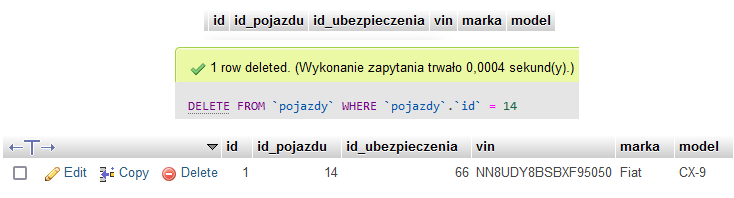 id id_pojazdu id_ubezpieczenia vin marka model
1 row deleted. (Wykonanie zapytania trwało 0,0004 sekund(y).)
DELETE FROM `pojazdy` WHERE `pojazdy`.`id` = 14
←T→ id id_pojazdu id_ubezpieczenia vin marka model
Edit Copy Delete 1 14 66 NN8UDY8BSBXF95050 Fiat CX-9